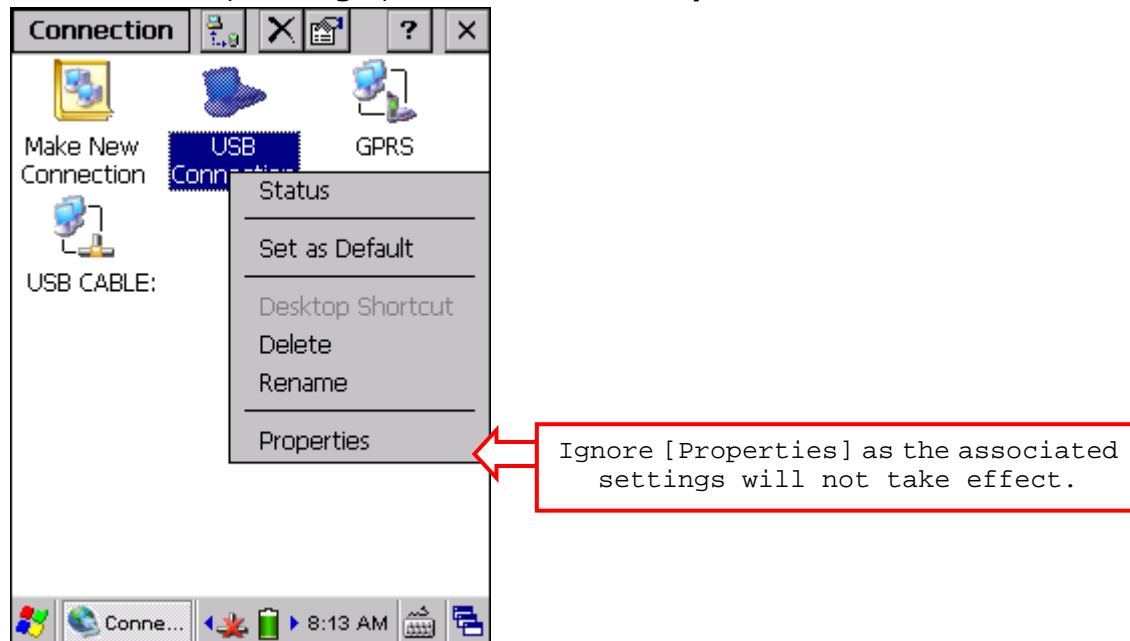 Connection ? ×
Make New
Connection
USB
Connection
GPRS
USB CABLE:
Status
Set as Default
Desktop Shortcut
Delete
Rename
Properties
Ignore [Properties] as the associated
settings will not take effect.
Conne... 8:13 AM